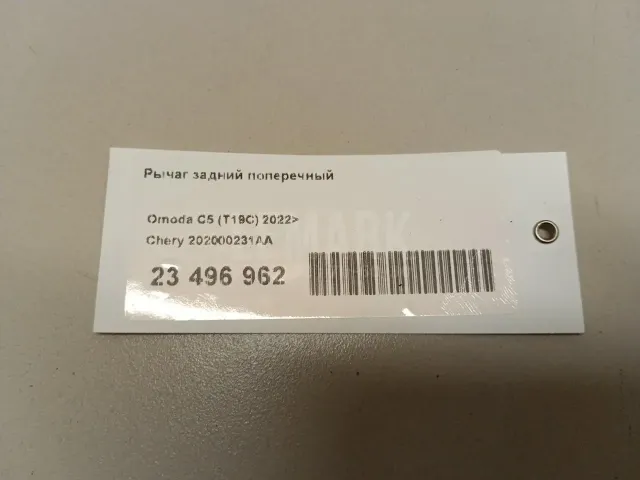 Рычаг задний поперечный
Omoda C5 (T19C) 2022>
Chery 202000231AA
23 496 962